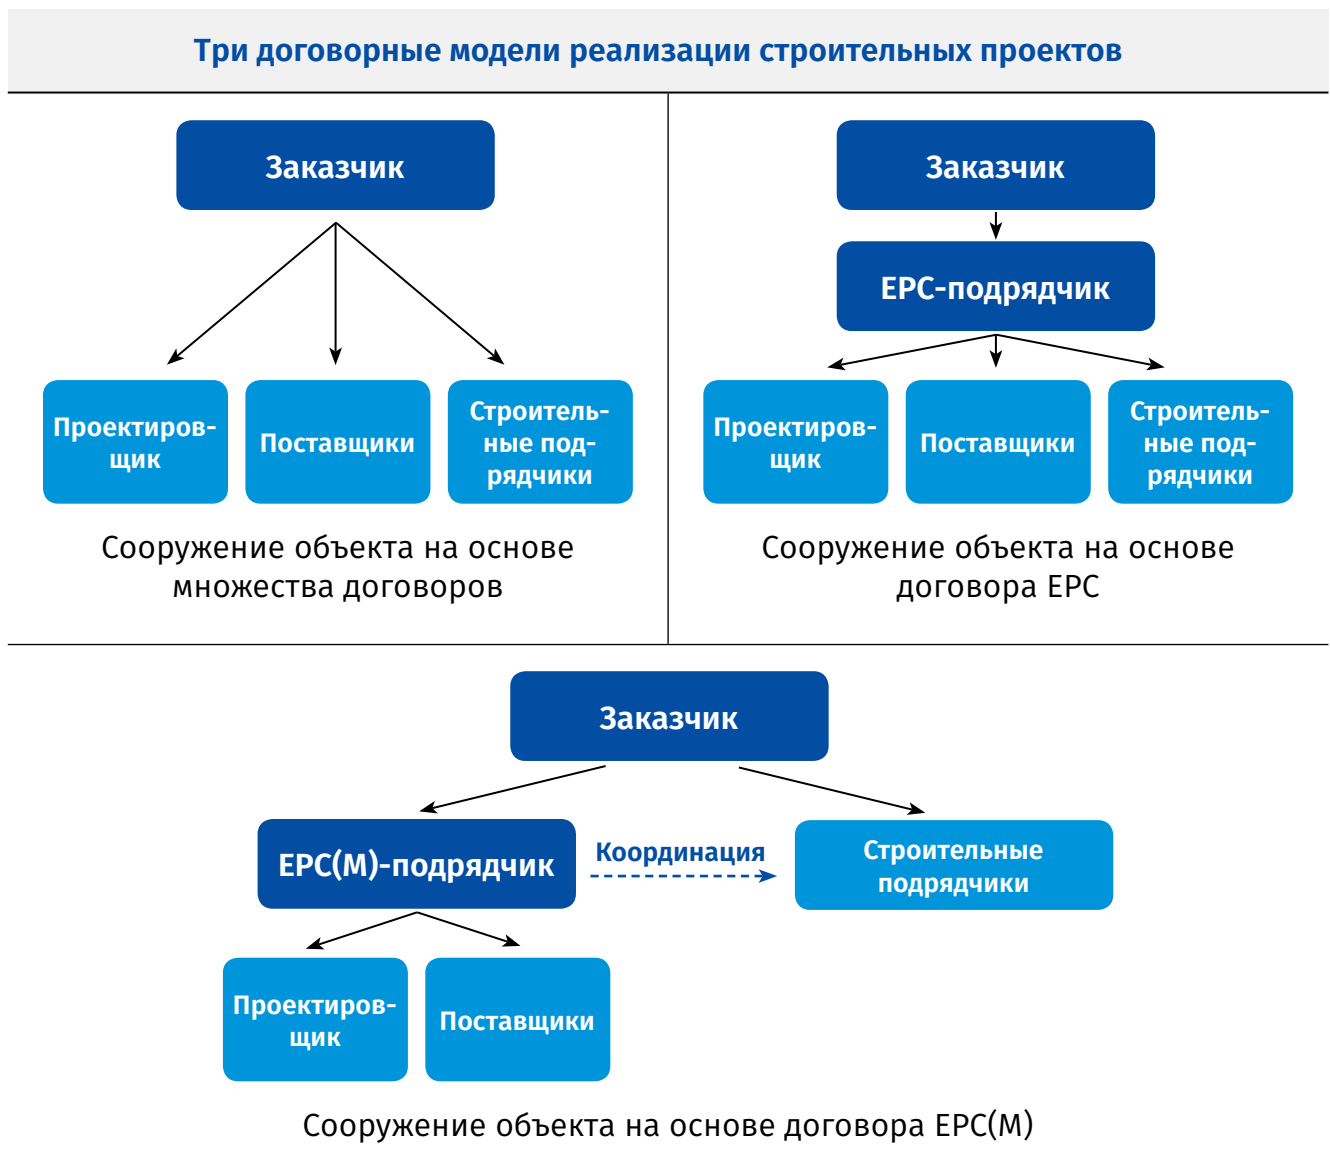 Три договорные модели реализации строительных проектов
Заказчик
Проектиров-
щик
Поставщики
Строитель-
ные под-
рядчики
Сооружение объекта на основе
множества договоров
Заказчик
EPC-подрядчик
Проектиров-
щик
Поставщики
Строитель-
ные под-
рядчики
Сооружение объекта на основе
договора EPC
Заказчик
EPC(M)-подрядчик
Координация
Строительные
подрядчики
Проектиров-
щик
Поставщики
Сооружение объекта на основе договора EPC(M)